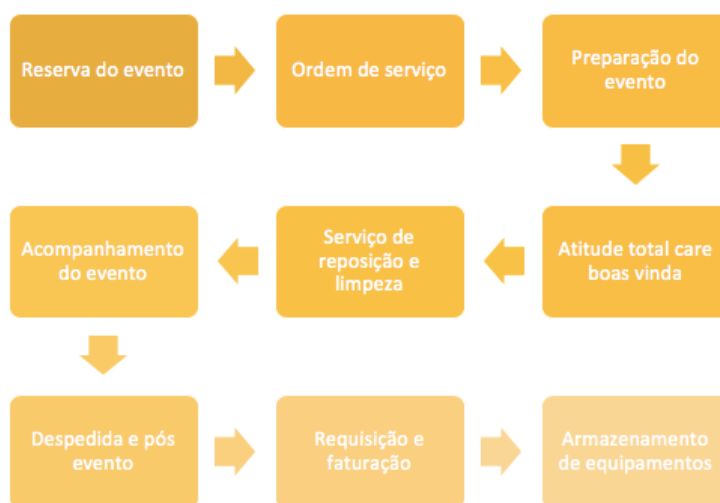 Reserva do evento
Ordem de serviço
Preparação do
evento
Atitude total care
boas vinda
Serviço de
reposição e
limpeza
Acompanhamento
do evento
Despedida e pós
evento
Requisição e
faturação
Armazenamento
de equipamentos